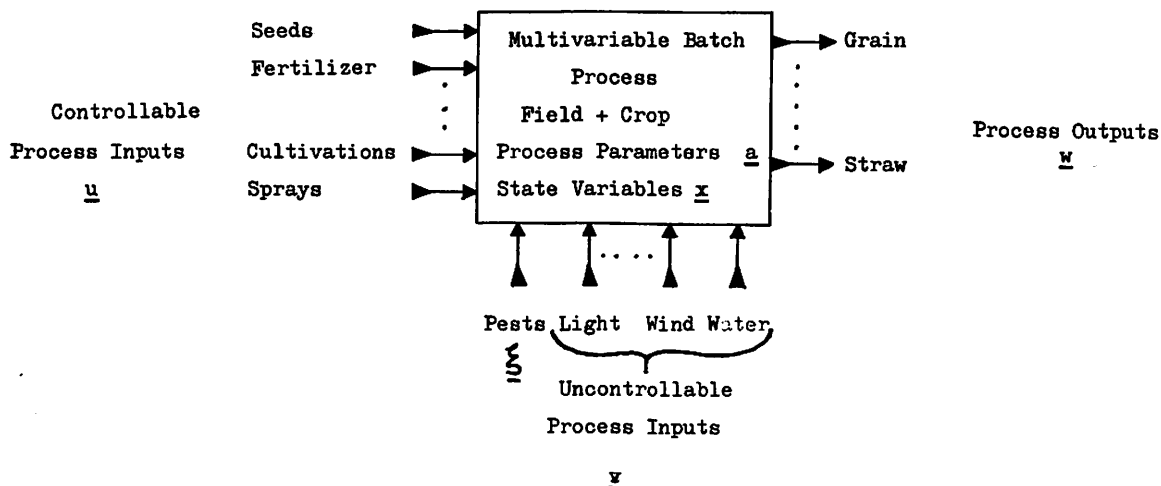 Seeds
Fertilizer
Cultivations
Sprays
Controllable
Process Inputs
u
Multivariable Batch
Process
Field + Crop
Process Parameters a
State Variables x
Grain
Straw
Process Outputs
w
Pests Light Wind Water
ξ
Uncontrollable
Process Inputs
v